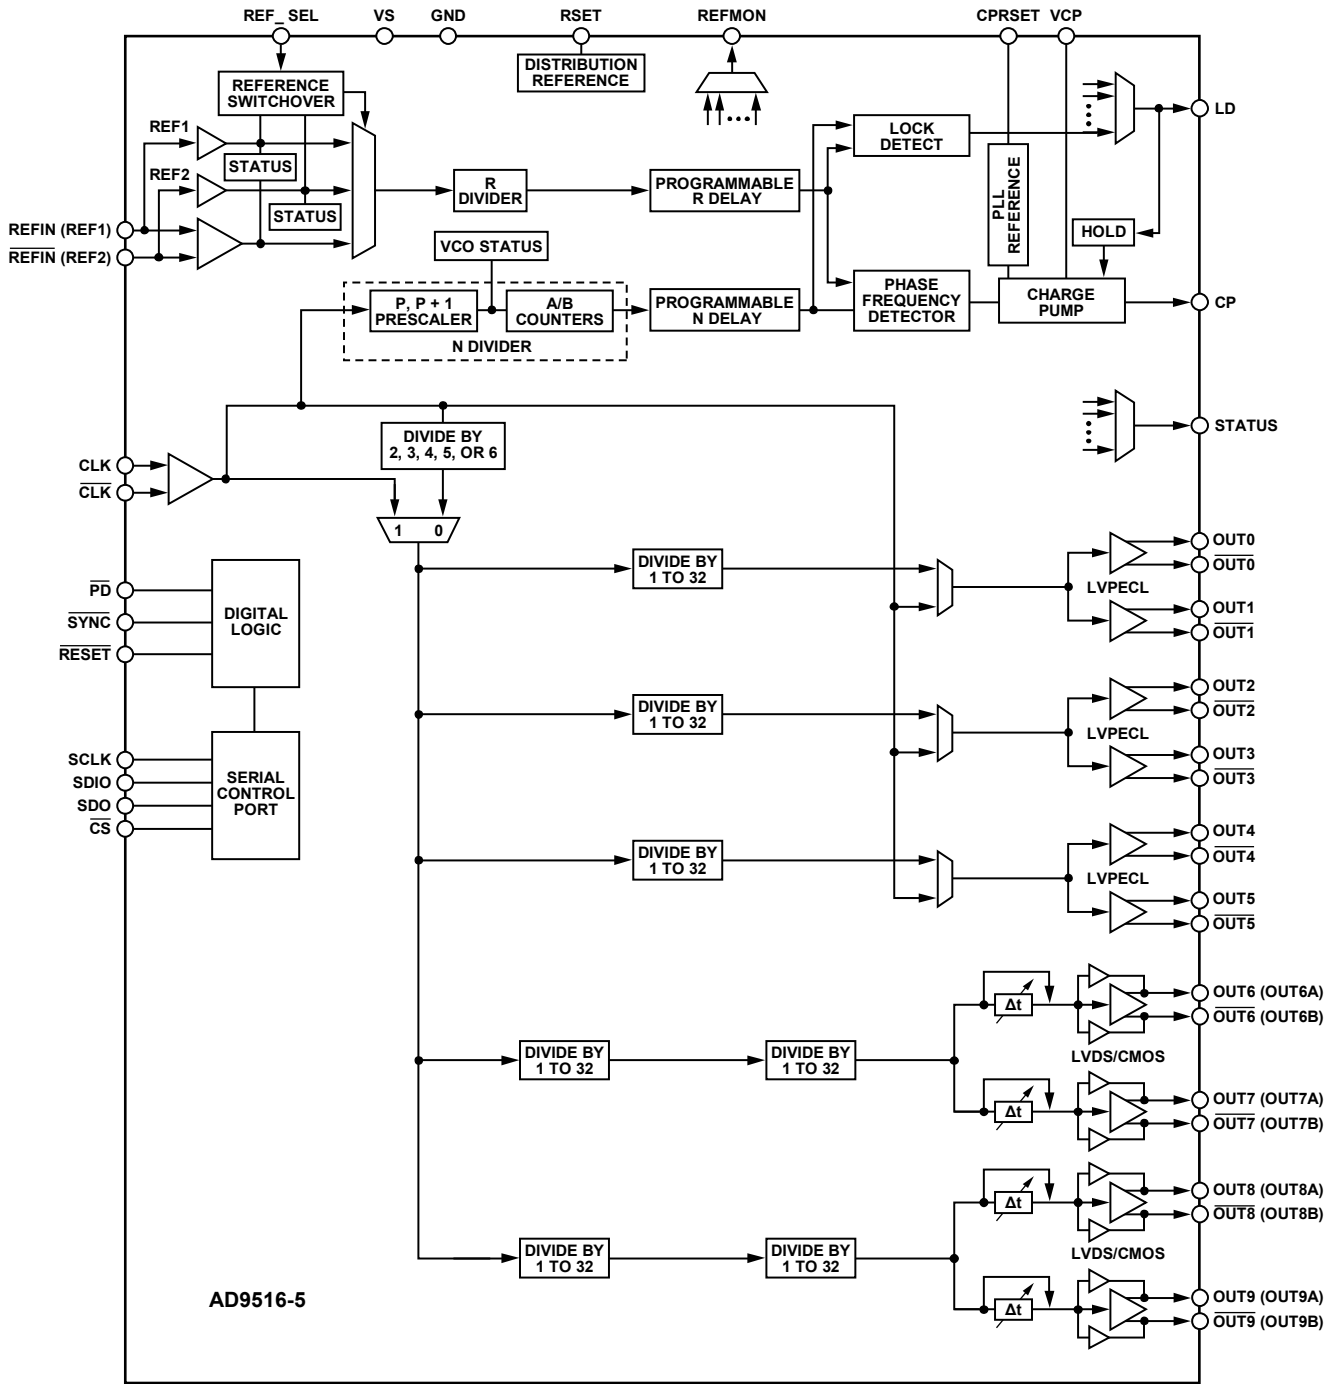 REF_ SEL VS GND RSET REFMON CPRSET VCP
DISTRIBUTION
REFERENCE
REFERENCE
SWITCHOVER
REF1
STATUS
REF2
STATUS
REFIN (REF1)
REFIN (REF2)
R
DIVIDER
PROGRAMMABLE
R DELAY
LOCK
DETECT
PLL
REFERENCE
LD
HOLD
VCO STATUS
P, P + 1
PRESCALER
A/B
COUNTERS
N DIVIDER
PROGRAMMABLE
N DELAY
PHASE
FREQUENCY
DETECTOR
CHARGE
PUMP
CP
STATUS
DIVIDE BY
2, 3, 4, 5, OR 6
CLK
CLK
1 0
DIVIDE BY
1 TO 32
LVPECL
OUT0
OUT0
OUT1
OUT1
PD
SYNC
RESET
DIGITAL
LOGIC
DIVIDE BY
1 TO 32
LVPECL
OUT2
OUT2
OUT3
OUT3
SCLK
SDIO
SDO
CS
SERIAL
CONTROL
PORT
DIVIDE BY
1 TO 32
LVPECL
OUT4
OUT4
OUT5
OUT5
DIVIDE BY
1 TO 32
DIVIDE BY
1 TO 32
Δt
Δt
LVDS/CMOS
OUT6 (OUT6A)
OUT6 (OUT6B)
OUT7 (OUT7A)
OUT7 (OUT7B)
DIVIDE BY
1 TO 32
DIVIDE BY
1 TO 32
Δt
Δt
LVDS/CMOS
OUT8 (OUT8A)
OUT8 (OUT8B)
OUT9 (OUT9A)
OUT9 (OUT9B)
AD9516-5